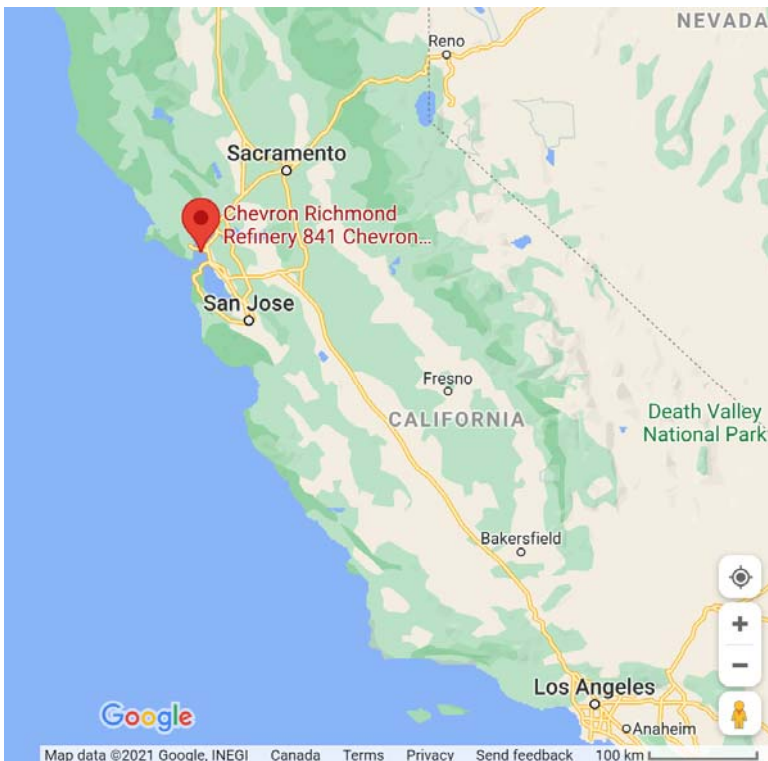 NEVADA
Reno
Sacramento
Chevron Richmond
Refinery 841 Chevron...
San Jose
Fresno
CALIFORNIA
Death Valley
National Park
Bakersfield
+
−
Los Angeles
Google
Anaheim
Map data ©2021 Google, INEGI Canada Terms Privacy Send feedback 100 km